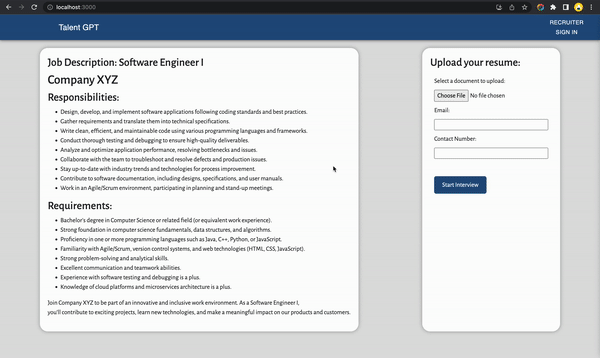 localhost:3000
Talent GPT
RECRUITER
SIGN IN
Job Description: Software Engineer I
Company XYZ
Responsibilities:
Design, develop, and implement software applications following coding standards and best practices.
Gather requirements and translate them into technical specifications.
Write clean, efficient, and maintainable code using various programming languages and frameworks.
Conduct thorough testing and debugging to ensure high-quality deliverables.
Analyze and optimize application performance, resolving bottlenecks and issues.
Collaborate with the team to troubleshoot and resolve defects and production issues.
Stay up-to-date with industry trends and technologies for process improvement.
Contribute to software documentation, including designs, specifications, and user manuals.
Work in an Agile/Scrum environment, participating in planning and stand-up meetings.
Requirements:
Bachelor's degree in Computer Science or related field (or equivalent work experience).
Strong foundation in computer science fundamentals, data structures, and algorithms.
Proficiency in one or more programming languages such as Java, C++, Python, or JavaScript.
Familiarity with Agile/Scrum, version control systems, and web technologies (HTML, CSS, JavaScript).
Strong problem-solving and analytical skills.
Excellent communication and teamwork abilities.
Experience with software testing and debugging is a plus.
Knowledge of cloud platforms and microservices architecture is a plus.
Join Company XYZ to be part of an innovative and inclusive work environment. As a Software Engineer I,
you'll contribute to exciting projects, learn new technologies, and make a meaningful impact on our products and customers.
Upload your resume:
Select a document to upload:
Choose File No file chosen
Email:
Contact Number:
Start Interview